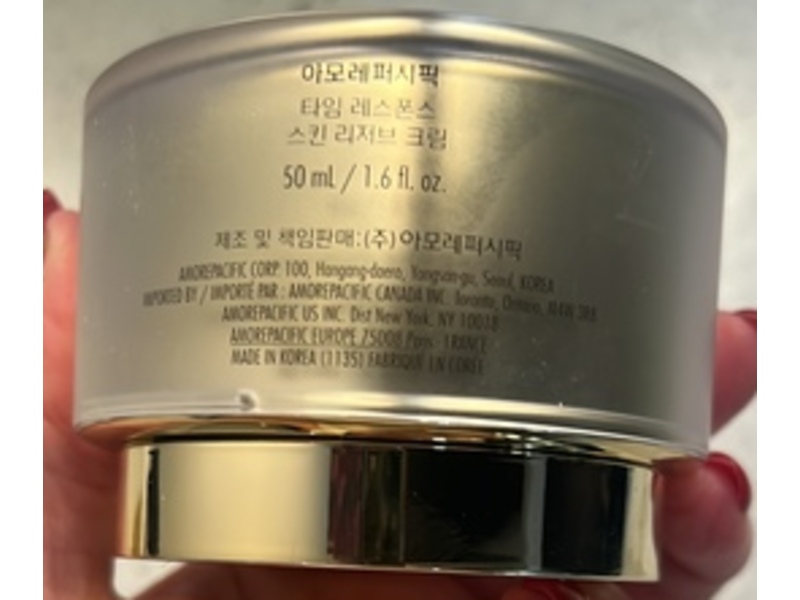 아모레퍼시픽
타임 레스폰스
스킨 리저브 크림
50 mL / 1.6 fl. oz.
제조 및 책임판매:(주)아모레퍼시픽
AMOREPACIFIC CORP. 100, Hangang-daero, Yongsan-gu, Seoul, KOREA
IMPORTED BY / IMPORTÉ PAR : AMOREPACIFIC CANADA INC. Toronto, Ontario, M4W 3R8
AMOREPACIFIC US INC. Dist New York, NY 10018
AMOREPACIFIC EUROPE 75008 Paris - FRANCE
MADE IN KOREA (1135) FABRIQUÉ EN CORÉE